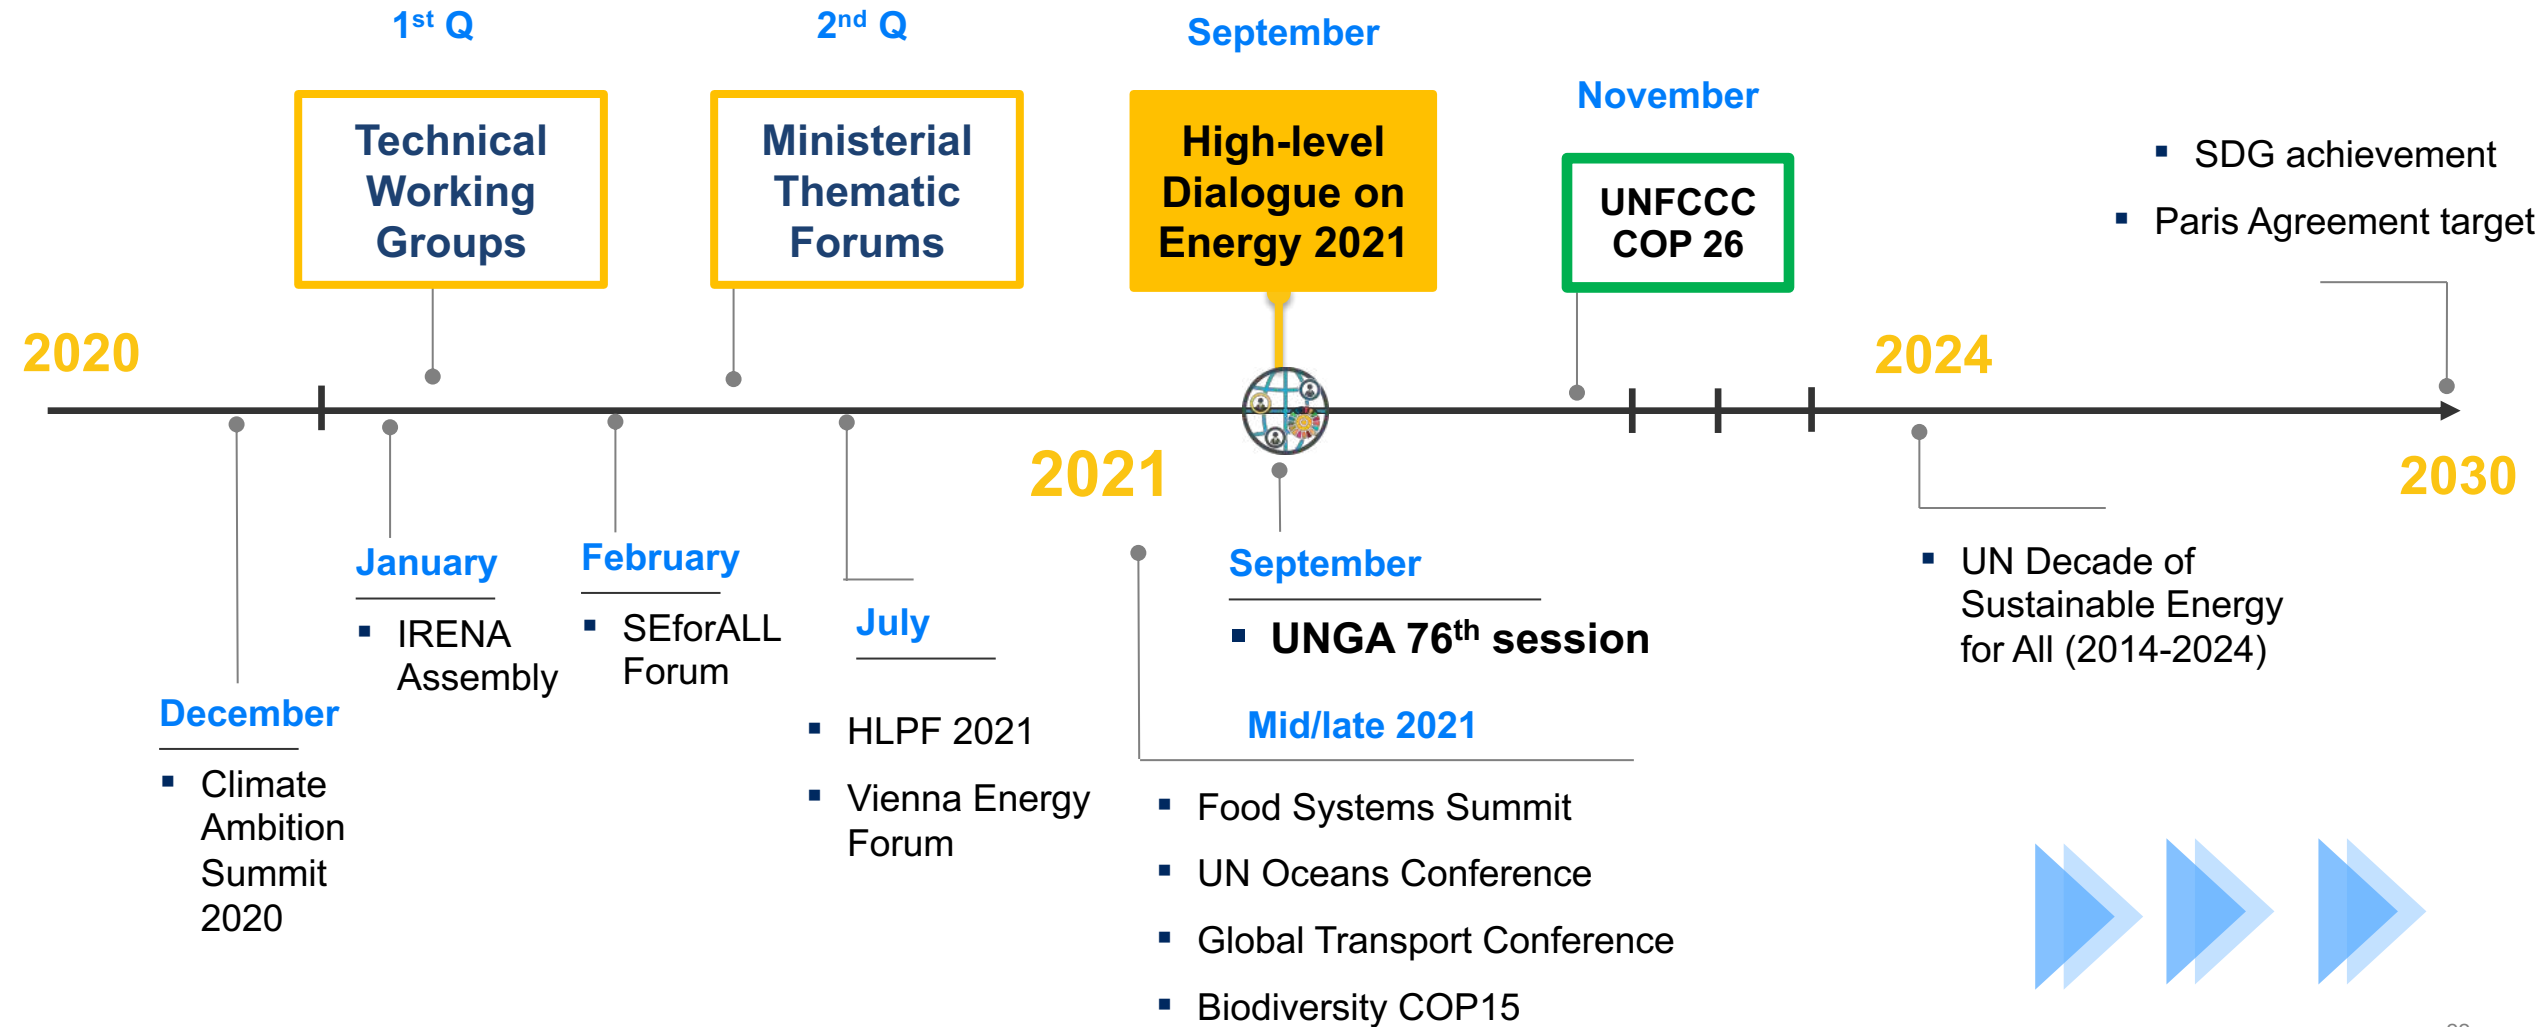 1st Q
Technical
Working
Groups
2nd Q
Ministerial
Thematic
Forums
September
High-level
Dialogue on
Energy 2021
November
UNFCCC
COP 26
▪ SDG achievement
▪ Paris Agreement target
2020
2021
2024
2030
December
▪ Climate
Ambition
Summit
2020
January
▪ IRENA
Assembly
February
▪ SEforALL
Forum
July
▪ HLPF 2021
▪ Vienna Energy
Forum
September
▪ UNGA 76th session
Mid/late 2021
▪ Food Systems Summit
▪ UN Oceans Conference
▪ Global Transport Conference
▪ Biodiversity COP15
▪ UN Decade of
Sustainable Energy
for All (2014-2024)